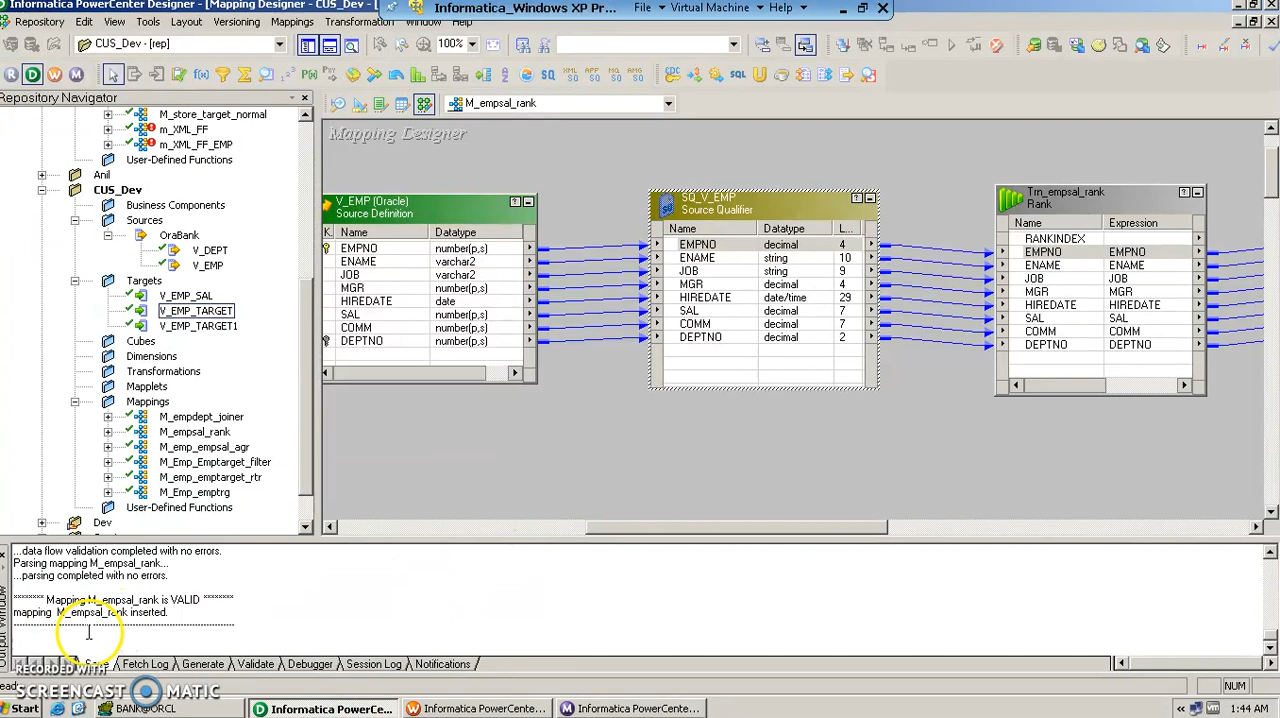 Informatica PowerCenter Designer - [Mapping Designer - CUS_Dev - [
Informatica_Windows XP Pr... File Virtual Machine Help
Repository Edit View Tools Layout Versioning Mappings Transformation Window Help
CUS_Dev - [rep] 100%
M_empsal_rank
Repository Navigator
Mapping Designer
M_store_target_normal
m_XML_FF
m_XML_FF_EMP
User-Defined Functions
Anil
CUS_Dev
Business Components
Sources
OraBank
V_DEPT
V_EMP
Targets
V_EMP_SAL
V_EMP_TARGET
V_EMP_TARGET1
Cubes
Dimensions
Transformations
Mapplets
Mappings
M_empdept_joiner
M_empsal_rank
M_emp_empsal_agr
M_Emp_Emptarget_filter
M_emp_emptarget_rtr
M_Emp_emptrg
User-Defined Functions
Dev
V_EMP (Oracle)
Source Definition
K. Name Datatype
EMPNO number(p,s)
ENAME varchar2
JOB varchar2
MGR number(p,s)
HIREDATE date
SAL number(p,s)
COMM number(p,s)
DEPTNO number(p,s)
SQ_V_EMP
Source Qualifier
Name Datatype L...
EMPNO decimal 4
ENAME string 10
JOB string 9
MGR decimal 4
HIREDATE date/time 29
SAL decimal 7
COMM decimal 7
DEPTNO decimal 2
Trn_empsal_rank
Rank
Name Expression
RANKINDEX
EMPNO EMPNO
ENAME ENAME
JOB JOB
MGR MGR
HIREDATE HIREDATE
SAL SAL
COMM COMM
DEPTNO DEPTNO
...data flow validation completed with no errors.
Parsing mapping M_empsal_rank...
...parsing completed with no errors.
******** Mapping M_empsal_rank is VALID ********
mapping M_empsal_rank inserted.
Output Window
Save Fetch Log Generate Validate Debugger Session Log Notifications
RECORDED WITH
SCREENCAST MATIC
NUM
Start BANK@ORCL Informatica PowerCe... Informatica PowerCente... Informatica PowerCente... 1:44 AM